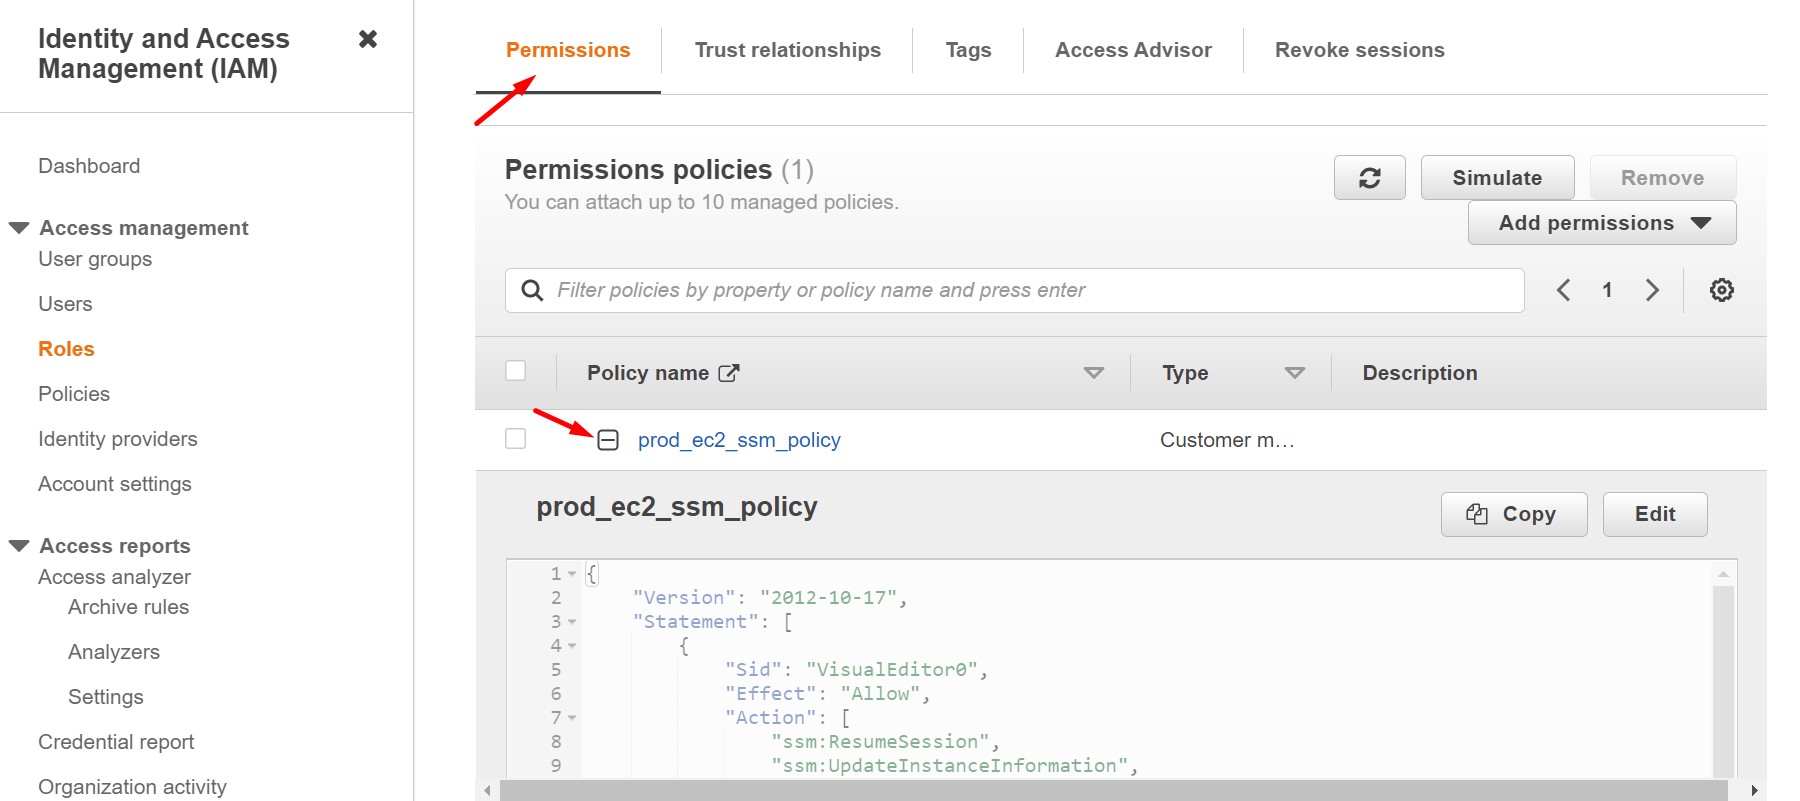 Identity and Access
Management (IAM)
Dashboard
Access management
User groups
Users
Roles
Policies
Identity providers
Account settings
Access reports
Access analyzer
Archive rules
Analyzers
Settings
Credential report
Organization activity
Permissions
Trust relationships
Tags
Access Advisor
Revoke sessions
Permissions policies (1)
You can attach up to 10 managed policies.
Simulate
Remove
Add permissions
Filter policies by property or policy name and press enter
1
Policy name
Type
Description
prod_ec2_ssm_policy
Customer m…
prod_ec2_ssm_policy
Copy
Edit
1 {
2 "Version": "2012-10-17",
3 "Statement": [
4 {
5 "Sid": "VisualEditor0",
6 "Effect": "Allow",
7 "Action": [
8 "ssm:ResumeSession",
9 "ssm:UpdateInstanceInformation",